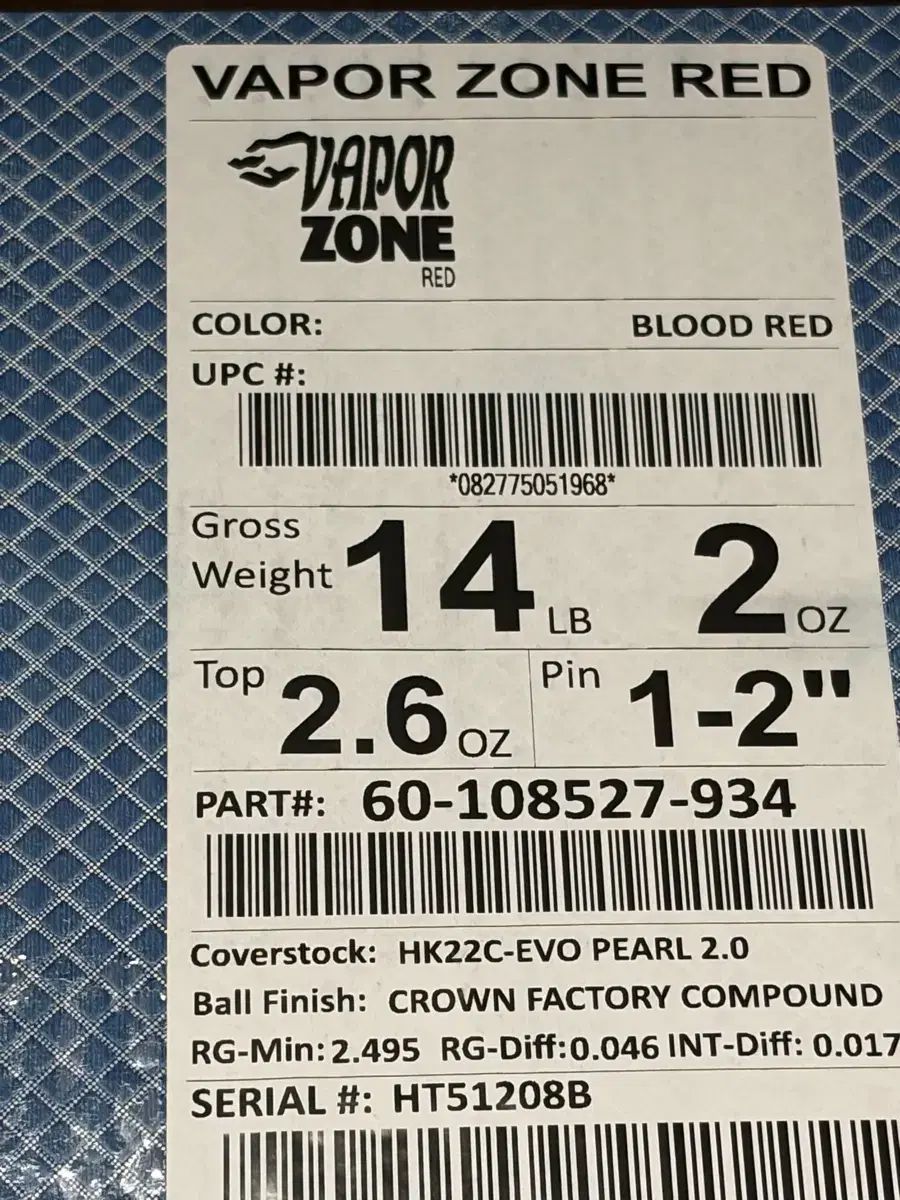 VAPOR ZONE RED
VAPOR
ZONE
RED
COLOR: BLOOD RED
UPC #:
*082775051968*
Gross Weight 14 LB 2 OZ
Top 2.6 OZ Pin 1-2"
PART#: 60-108527-934
Coverstock: HK22C-EVO PEARL 2.0
Ball Finish: CROWN FACTORY COMPOUND
RG-Min: 2.495 RG-Diff:0.046 INT-Diff: 0.017
SERIAL #: HT51208B